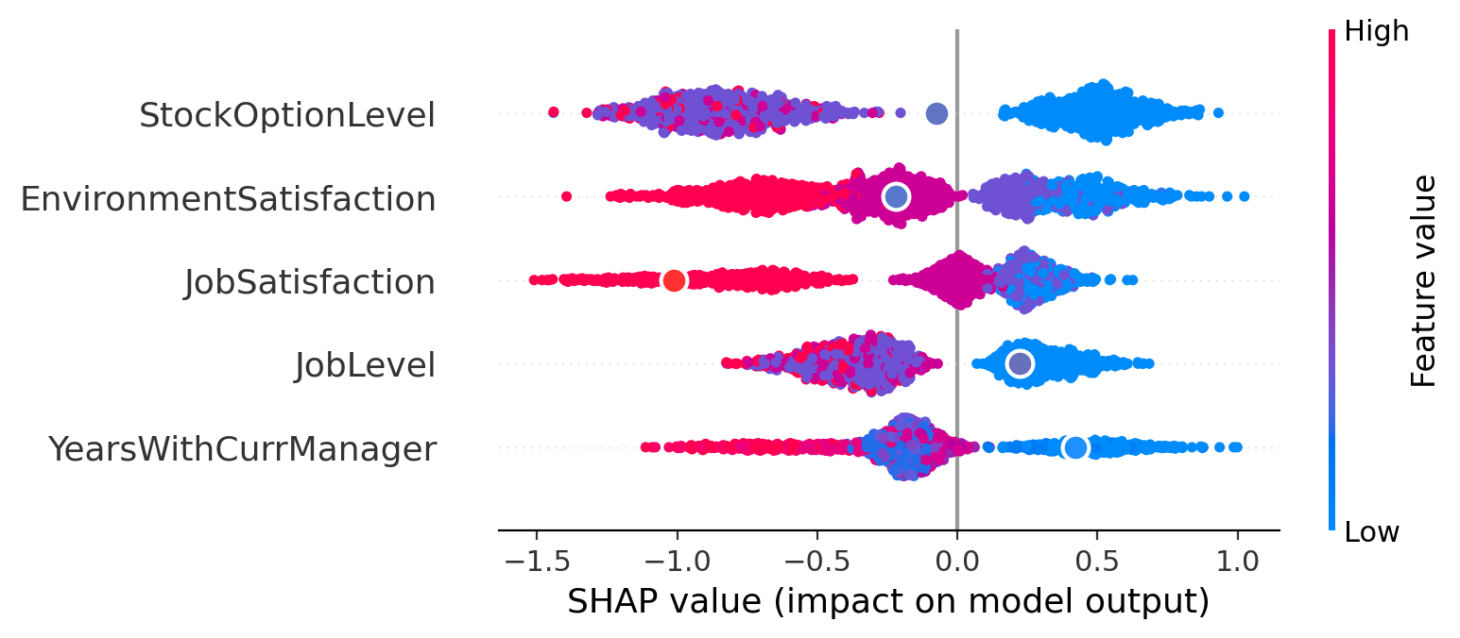 High
StockOptionLevel
EnvironmentSatisfaction
JobSatisfaction
JobLevel
YearsWithCurrManager
Feature value
Low
−1.5 −1.0 −0.5 0.0 0.5 1.0
SHAP value (impact on model output)